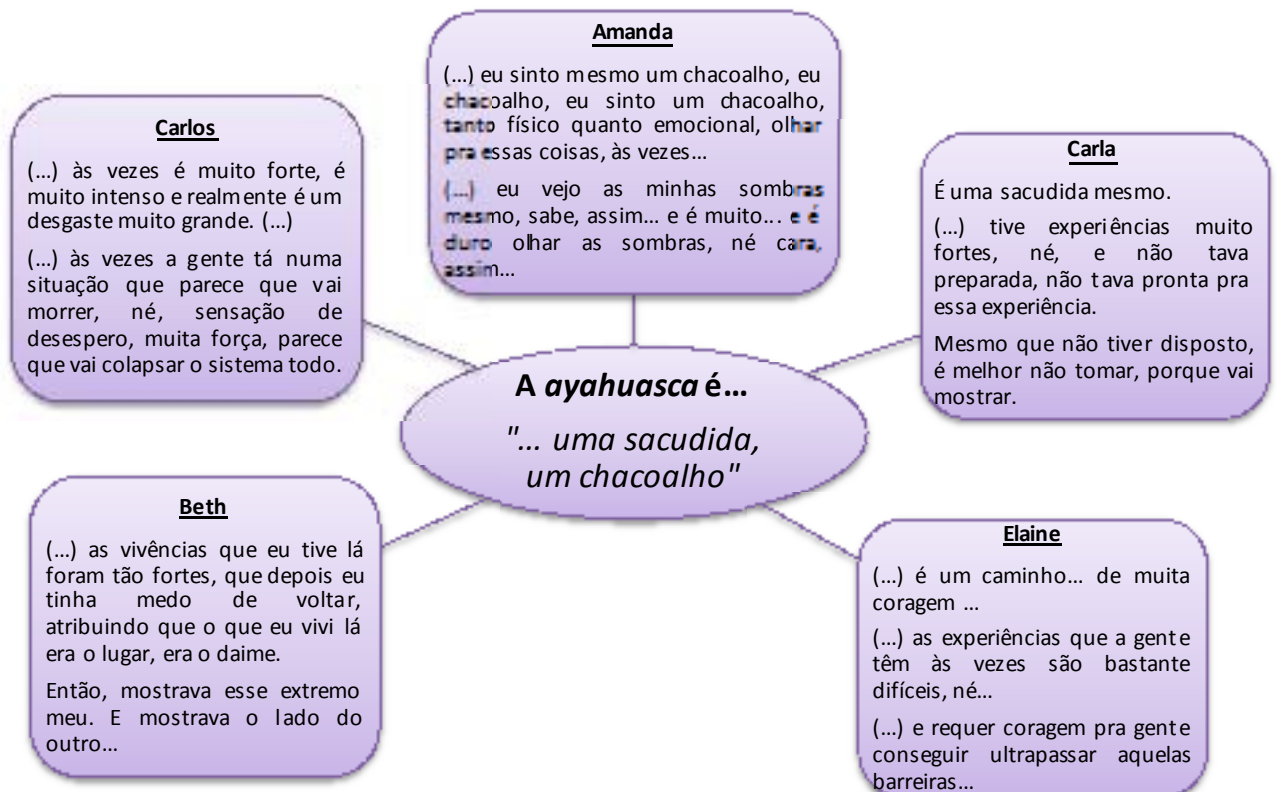 Amanda
(...) eu sinto mesmo um chacoalho, eu
chacoalho, eu sinto um chacoalho,
tanto físico quanto emocional, olhar
pra essas coisas, às vezes...
(...) eu vejo as minhas sombras
mesmo, sabe, assim... e é muito... e é
duro olhar as sombras, né cara,
assim...
Carlos
(...) às vezes é muito forte, é
muito intenso e realmente é um
desgaste muito grande. (...)
(...) às vezes a gente tá numa
situação que parece que vai
morrer, né, sensação de
desespero, muita força, parece
que vai colapsar o sistema todo.
Carla
É uma sacudida mesmo.
(...) tive experiências muito
fortes, né, e não tava
preparada, não tava pronta pra
essa experiência.
Mesmo que não tiver disposto,
é melhor não tomar, porque vai
mostrar.
A ayahuasca é...
"... uma sacudida,
um chacoalho"
Beth
(...) as vivências que eu tive lá
foram tão fortes, que depois eu
tinha medo de voltar,
atribuindo que o que eu vivi lá
era o lugar, era o daime.
Então, mostrava esse extremo
meu. E mostrava o lado do
outro...
Elaine
(...) é um caminho... de muita
coragem ...
(...) as experiências que a gente
têm às vezes são bastante
difíceis, né...
(...) e requer coragem pra gente
conseguir ultrapassar aquelas
barreiras...